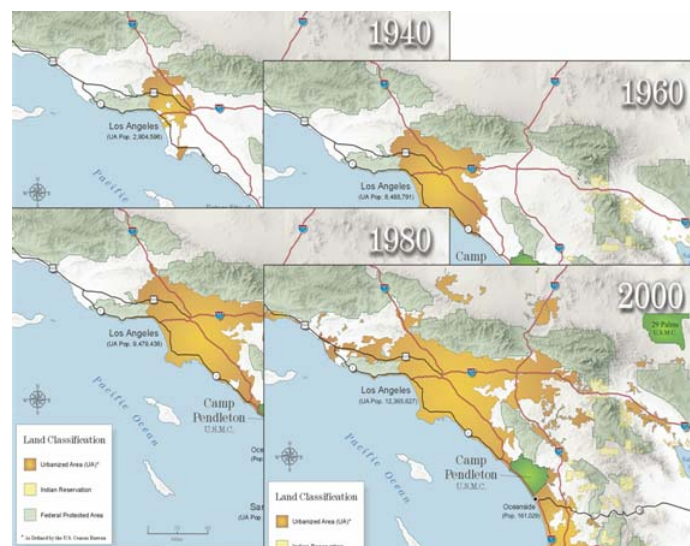 1940
Los Angeles
(UA Pop. 2,904,596)
Pacific
1960
Los Angeles
(UA Pop. 6,488,791)
Camp
1980
Los Angeles
(UA Pop. 9,479,436)
Camp
Pendleton
U.S.M.C.
Pacific Ocean
Land Classification
Urbanized Area (UA)*
Indian Reservation
Federal Protected Area
* As Defined by the U.S. Census Bureau
2000
29 Palms
U.S.M.C.
Los Angeles
(UA Pop. 12,365,627)
Camp
Pendleton
U.S.M.C.
Oceanside
(Pop. 161,029)
Pacific Ocean
Land Classification
Urbanized Area (UA)*